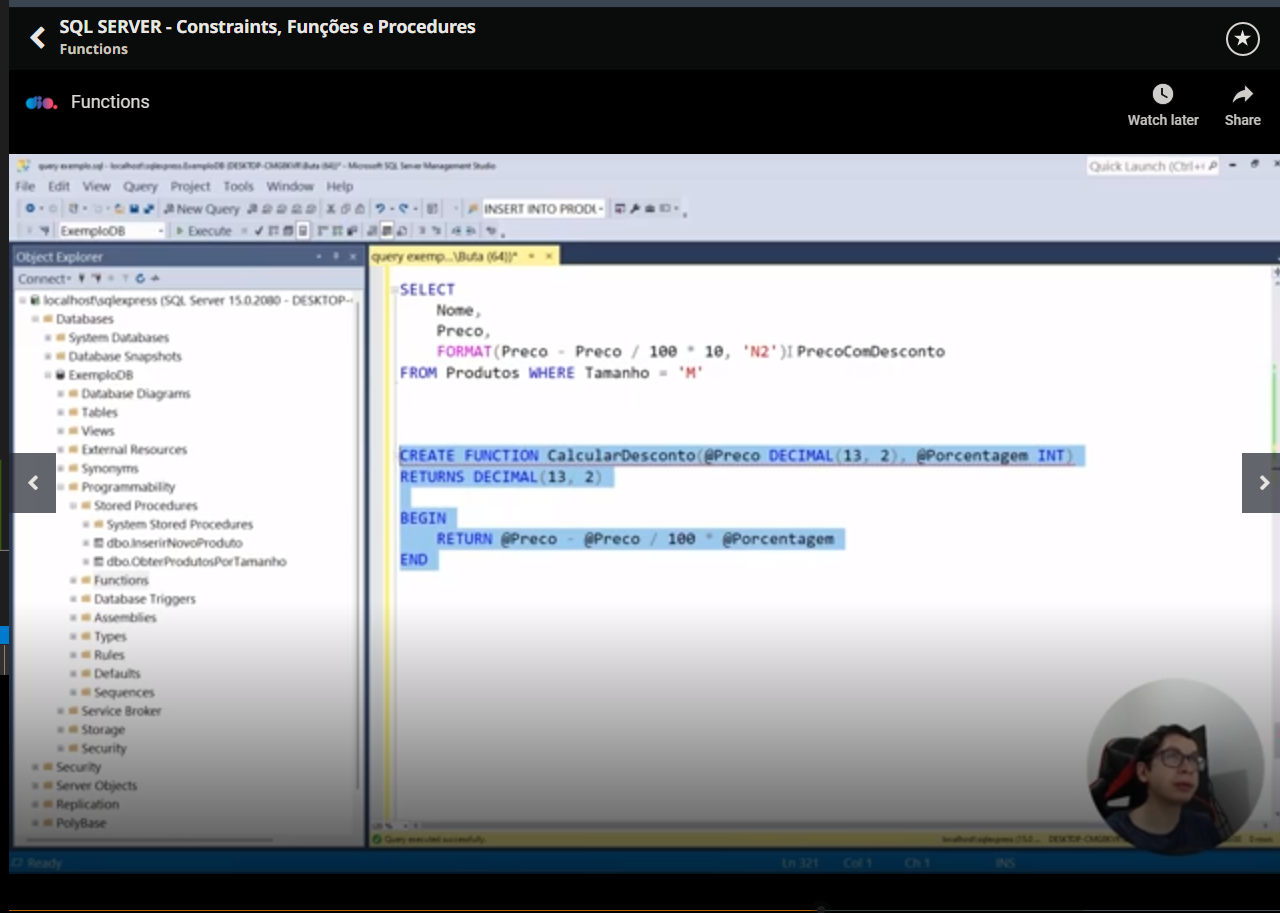 SQL SERVER - Constraints, Funções e Procedures
Functions
dio.
Functions
Watch later
Share
query exemplo.sql - localhost\sqlexpress.ExemploDB (DESKTOP-CMGBKVR\Buta (64))* - Microsoft SQL Server Management Studio
Quick Launch (Ctrl+
File Edit View Query Project Tools Window Help
New Query
INSERT INTO PRODU
ExemploDB
Execute
Object Explorer
query exemp...\Buta (64))*
Connect
localhost\sqlexpress (SQL Server 15.0.2080 - DESKTOP-
Databases
System Databases
Database Snapshots
ExemploDB
Database Diagrams
Tables
Views
External Resources
Synonyms
Programmability
Stored Procedures
System Stored Procedures
dbo.InserirNovoProduto
dbo.ObterProdutosPorTamanho
Functions
Database Triggers
Assemblies
Types
Rules
Defaults
Sequences
Service Broker
Storage
Security
Security
Server Objects
Replication
PolyBase
SELECT
Nome,
Preco,
FORMAT(Preco - Preco / 100 * 10, 'N2') PrecoComDesconto
FROM Produtos WHERE Tamanho = 'M'
CREATE FUNCTION CalcularDesconto(@Preco DECIMAL(13, 2), @Porcentagem INT)
RETURNS DECIMAL(13, 2)
BEGIN
RETURN @Preco - @Preco / 100 * @Porcentagem
END
Query executed successfully.
Ready
Ln 321
Col 1
Ch 1
INS